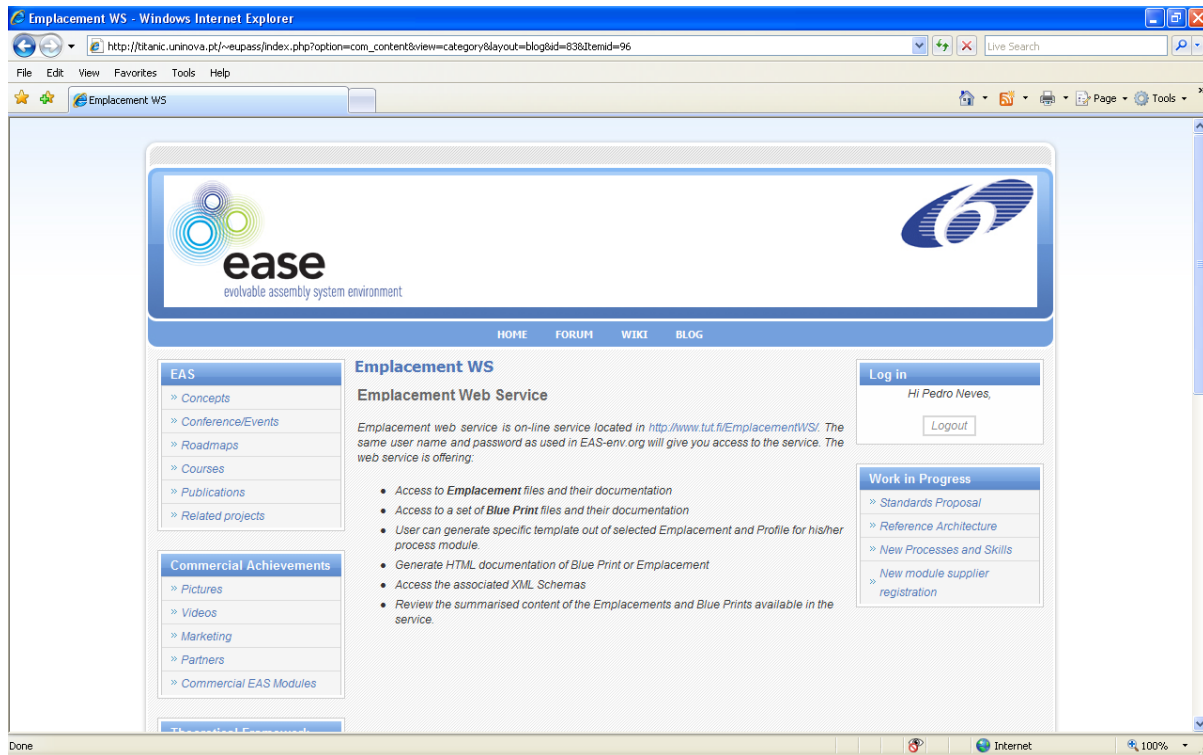 Emplacement WS - Windows Internet Explorer
http://titanic.uninova.pt/~eupass/index.php?option=com_content&view=category&layout=blog&id=83&Itemid=96
Live Search
File Edit View Favorites Tools Help
Emplacement WS
Page Tools
ease
evolvable assembly system environment
6
HOME FORUM WIKI BLOG
EAS
» Concepts
» Conference/Events
» Roadmaps
» Courses
» Publications
» Related projects
Commercial Achievements
» Pictures
» Videos
» Marketing
» Partners
» Commercial EAS Modules
Theoretical Framework
Emplacement WS
Emplacement Web Service
Emplacement web service is on-line service located in http://www.tut.fi/EmplacementWS/. The
same user name and password as used in EAS-env.org will give you access to the service. The
web service is offering:
• Access to Emplacement files and their documentation
• Access to a set of Blue Print files and their documentation
• User can generate specific template out of selected Emplacement and Profile for his/her
process module.
• Generate HTML documentation of Blue Print or Emplacement
• Access the associated XML Schemas
• Review the summarised content of the Emplacements and Blue Prints available in the
service.
Log in
Hi Pedro Neves,
Logout
Work in Progress
» Standards Proposal
» Reference Architecture
» New Processes and Skills
» New module supplier
registration
Done
Internet
100%